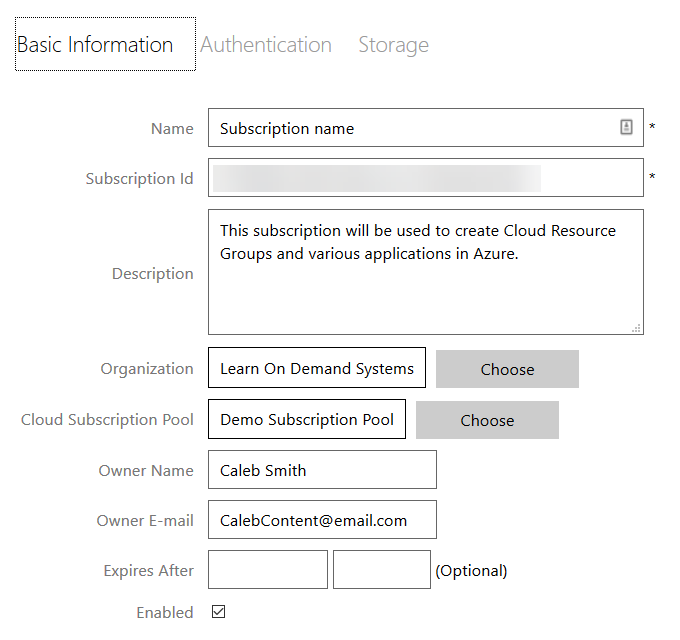 Basic Information Authentication Storage
Name Subscription name *
Subscription Id *
This subscription will be used to create Cloud Resource
Groups and various applications in Azure.
Description
Organization Learn On Demand Systems Choose
Cloud Subscription Pool Demo Subscription Pool Choose
Owner Name Caleb Smith
Owner E-mail CalebContent@email.com
Expires After (Optional)
Enabled